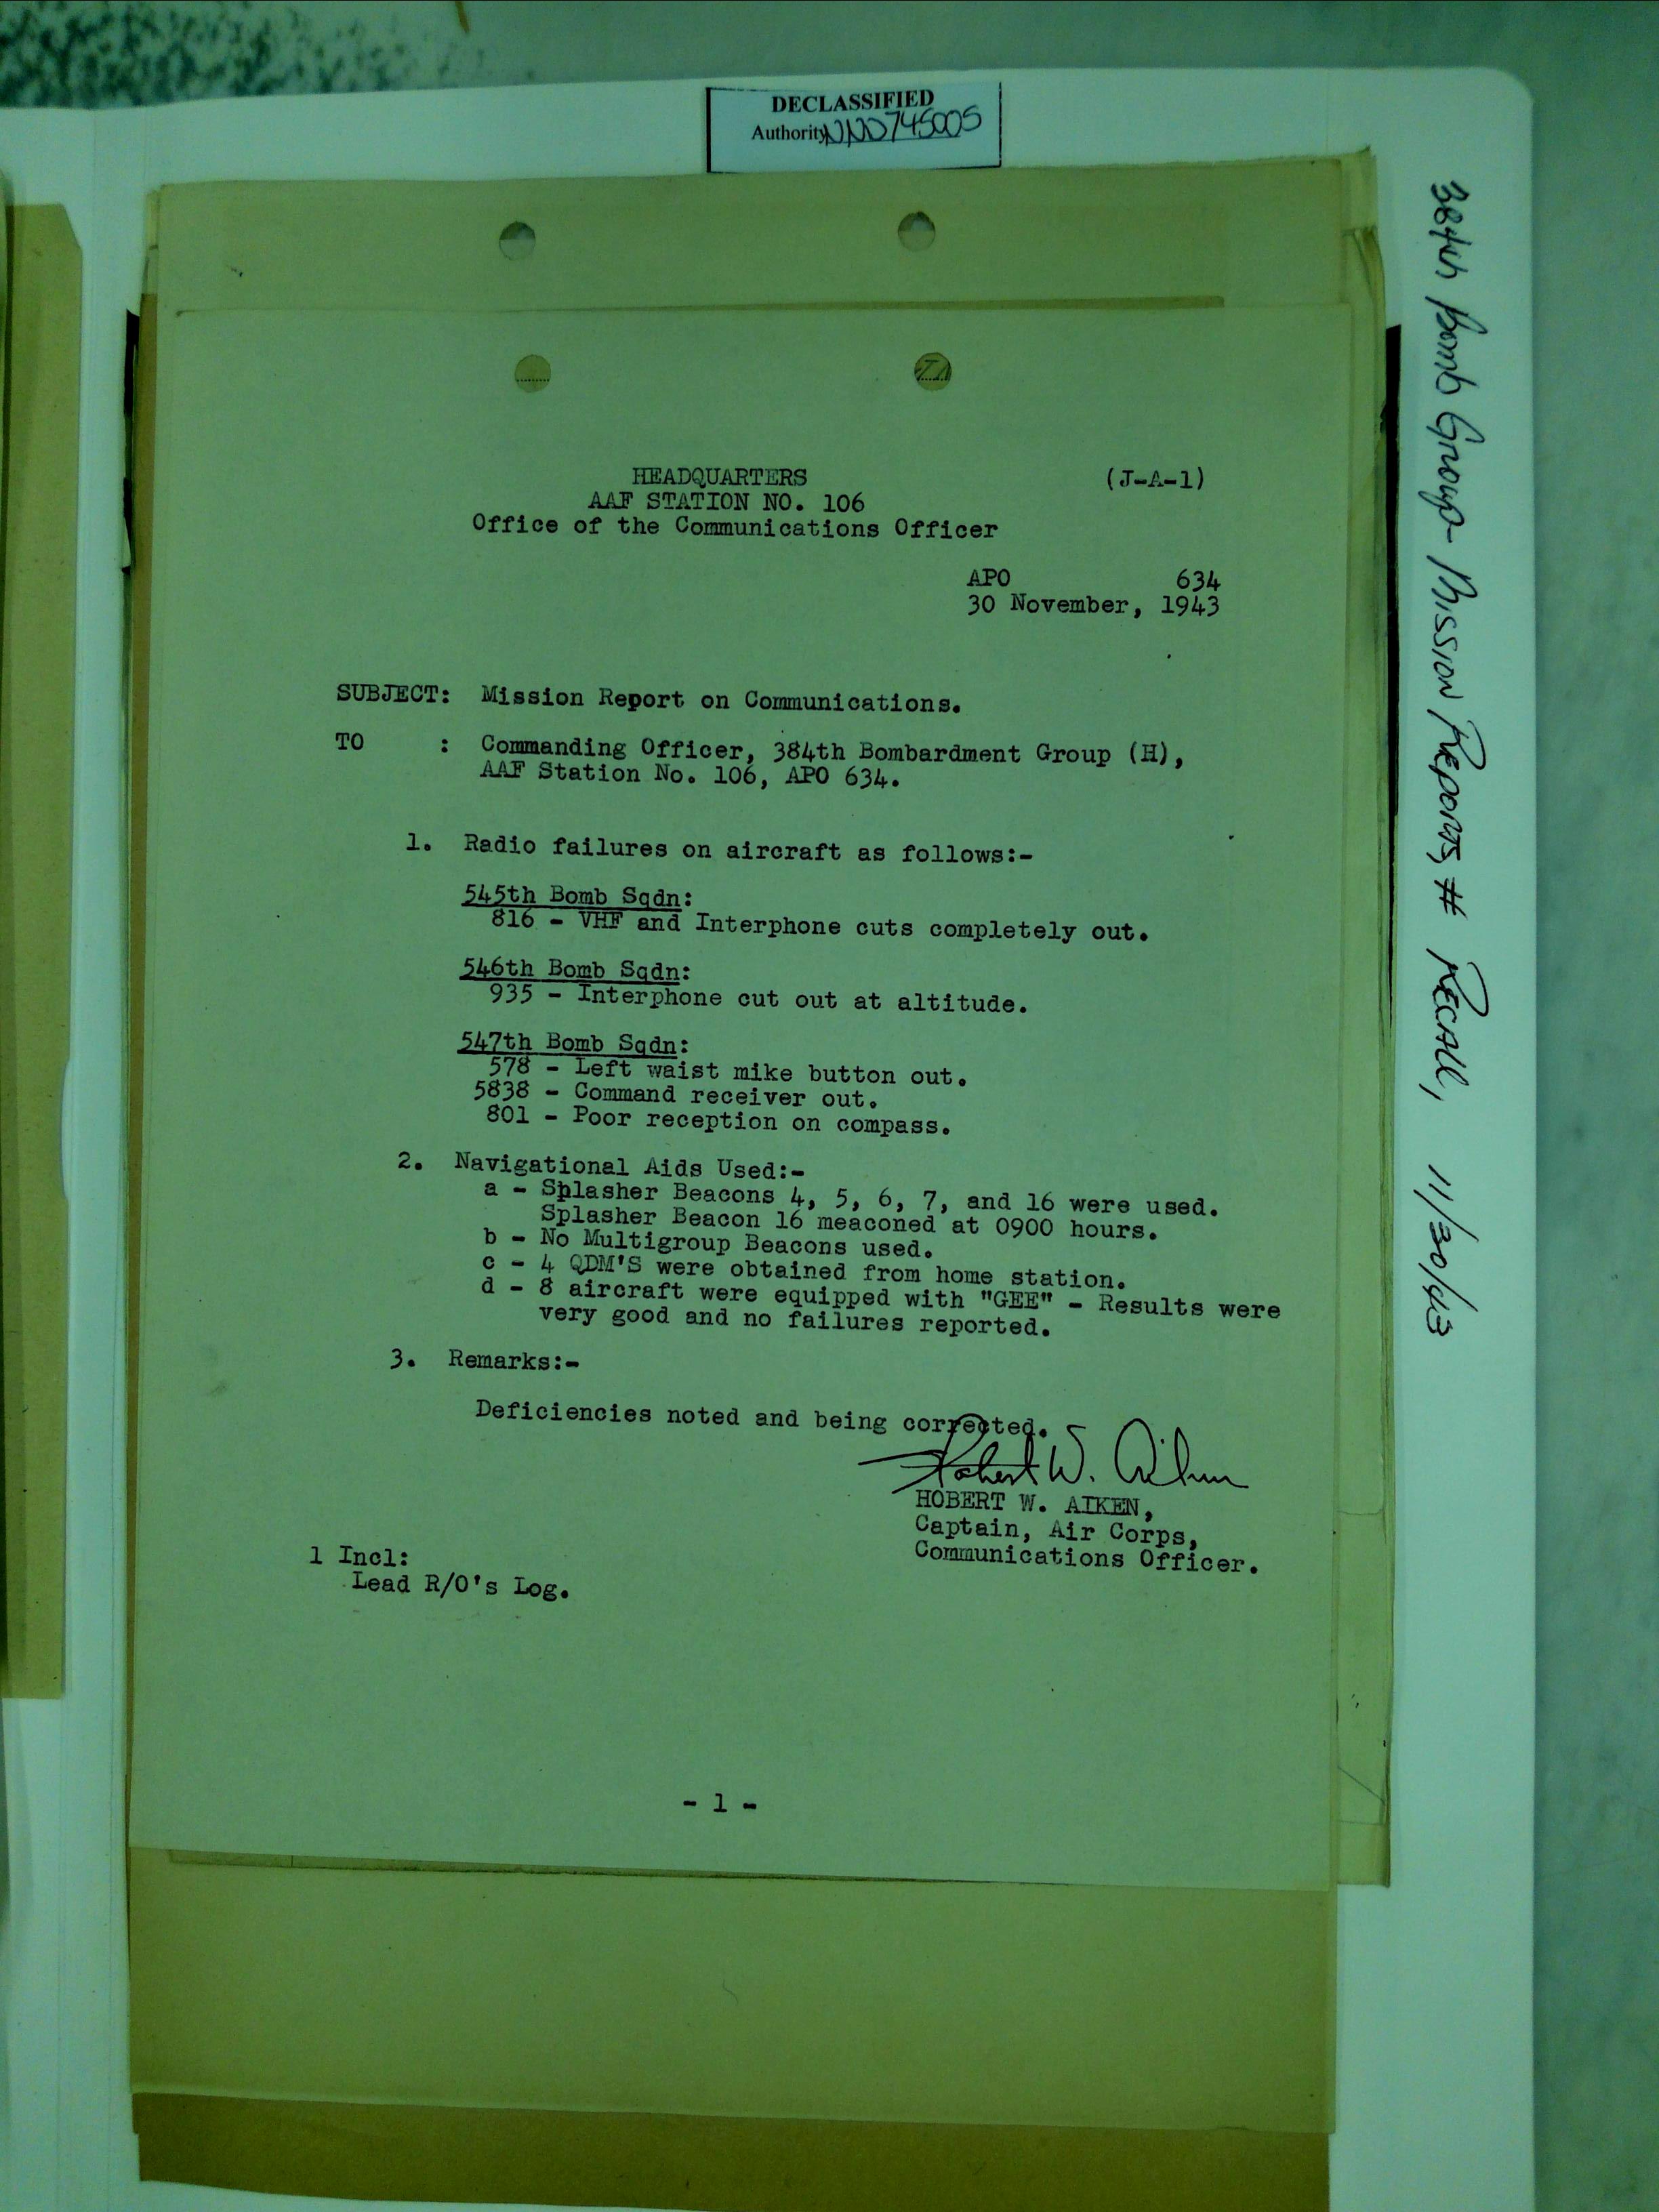 DECLASSIFIED
Authority NND745005
HEADQUARTERS (J-A-1)
AAF STATION NO. 106
Office of the Communications Officer
APO 634
30 November, 1943
SUBJECT: Mission Report on Communications.
TO : Commanding Officer, 384th Bombardment Group (H),
AAF Station No. 106, APO 634.
1. Radio failures on aircraft as follows:-
545th Bomb Sqdn:
816 - VHF and Interphone cuts completely out.
546th Bomb Sqdn:
935 - Interphone cut out at altitude.
547th Bomb Sqdn:
578 - Left waist mike button out.
5838 - Command receiver out.
801 - Poor reception on compass.
2. Navigational Aids Used:-
a - Splasher Beacons 4, 5, 6, 7, and 16 were used.
Splasher Beacon 16 meaconed at 0900 hours.
b - No Multigroup Beacons used.
c - 4 QDM'S were obtained from home station.
d - 8 aircraft were equipped with "GEE" - Results were
very good and no failures reported.
3. Remarks:-
Deficiencies noted and being corrected.
Robert W. Aiken
HOBERT W. AIKEN,
Captain, Air Corps,
Communications Officer.
1 Incl:
Lead R/O's Log.
- 1 -
384th Bomb Group - Mission Reports, # Recall, 11/30/43